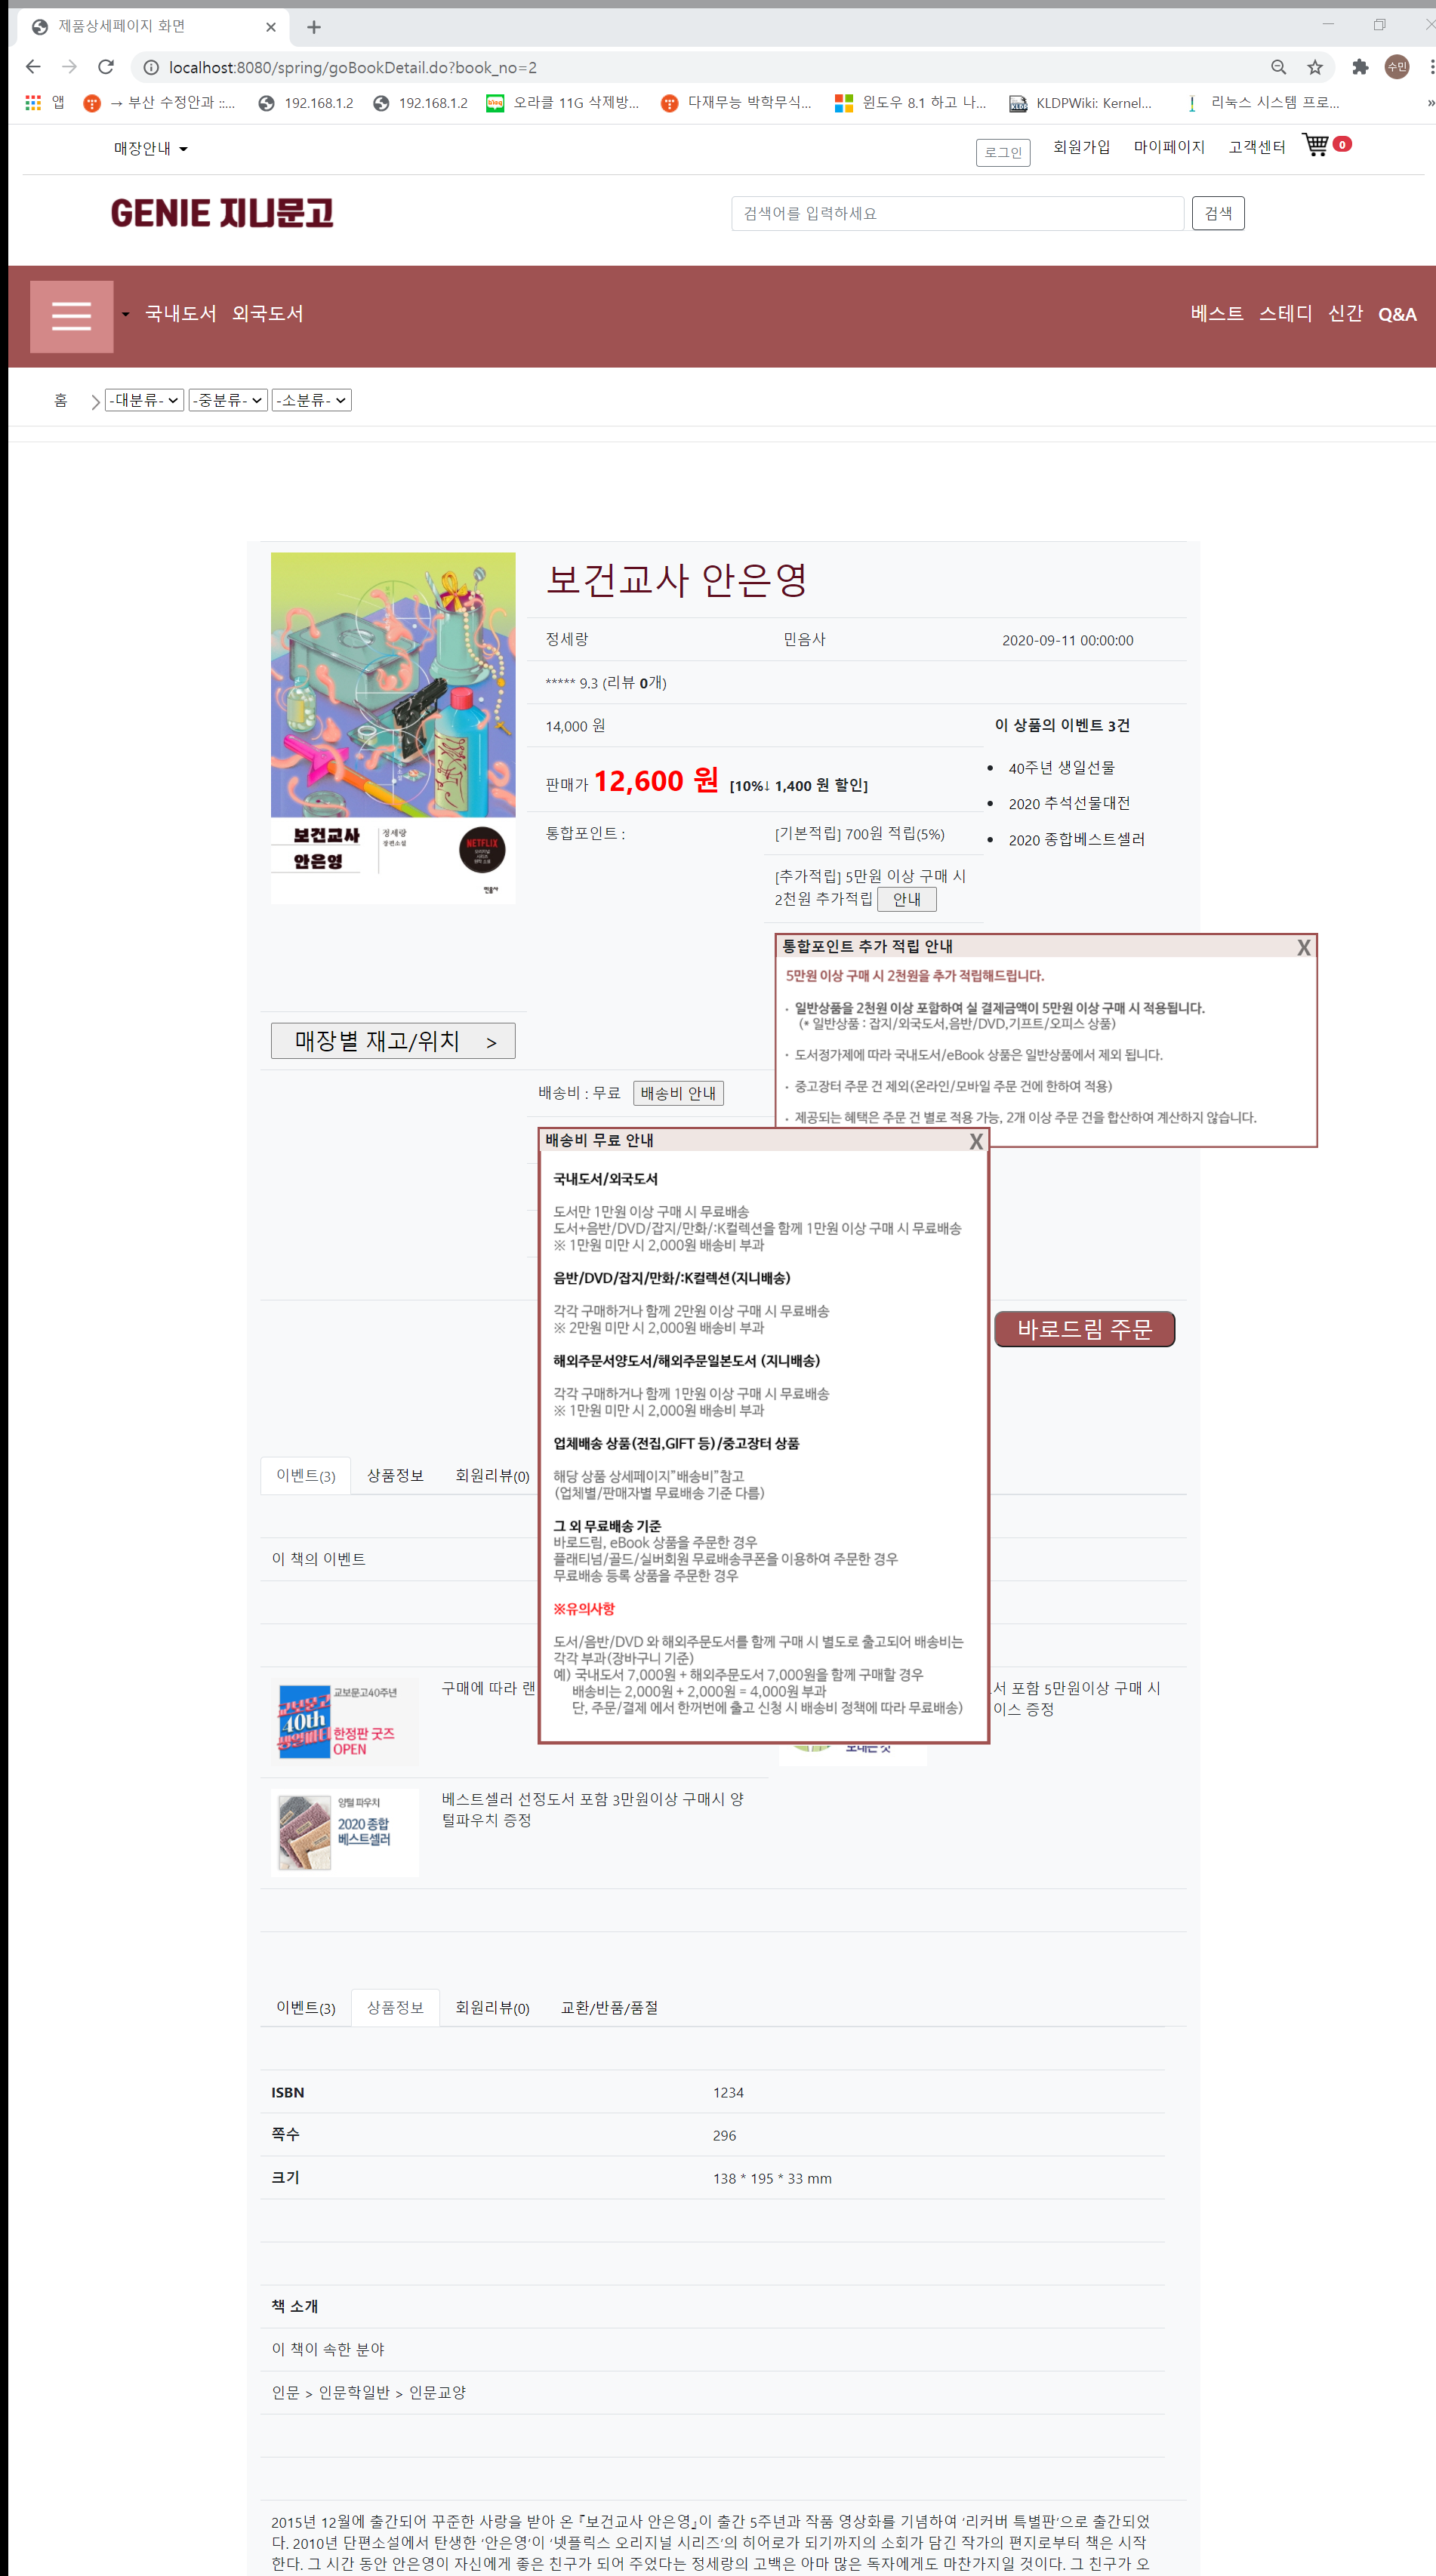 제품상세페이지 화면
localhost:8080/spring/goBookDetail.do?book_no=2
수민
앱
→ 부산 수정안과 ::...
192.168.1.2
192.168.1.2
오라클 11G 삭제방...
다재무능 박학무식...
윈도우 8.1 하고 나...
KLDPWiki: Kernel...
리눅스 시스템 프로...
»
매장안내
로그인
회원가입
마이페이지
고객센터
0
GENIE 지니문고
검색어를 입력하세요
검색
국내도서 외국도서
베스트 스테디 신간 Q&A
홈
-대분류- -중분류- -소분류-
보건교사 안은영
정세랑
민음사
2020-09-11 00:00:00
***** 9.3 (리뷰 0개)
14,000 원
이 상품의 이벤트 3건
판매가 12,600 원 [10%↓ 1,400 원 할인]
• 40주년 생일선물
• 2020 추석선물대전
• 2020 종합베스트셀러
통합포인트 :
[기본적립] 700원 적립(5%)
[추가적립] 5만원 이상 구매 시
2천원 추가적립 안내
보건교사
안은영
정세랑
장편소설
NETFLIX
민음사
통합포인트 추가 적립 안내 X
5만원 이상 구매 시 2천원을 추가 적립해드립니다.
· 일반상품을 2천원 이상 포함하여 실 결제금액이 5만원 이상 구매 시 적용됩니다.
(* 일반상품 : 잡지/외국도서,음반/DVD,기프트/오피스 상품)
· 도서정가제에 따라 국내도서/eBook 상품은 일반상품에서 제외 됩니다.
· 중고장터 주문 건 제외(온라인/모바일 주문 건에 한하여 적용)
· 제공되는 혜택은 주문 건 별로 적용 가능, 2개 이상 주문 건을 합산하여 계산하지 않습니다.
매장별 재고/위치 >
배송비 : 무료 배송비 안내
배송비 무료 안내 X
국내도서/외국도서
도서만 1만원 이상 구매 시 무료배송
도서+음반/DVD/잡지/만화/:K컬렉션을 함께 1만원 이상 구매 시 무료배송
※ 1만원 미만 시 2,000원 배송비 부과
음반/DVD/잡지/만화/:K컬렉션(지니배송)
각각 구매하거나 함께 2만원 이상 구매 시 무료배송
※ 2만원 미만 시 2,000원 배송비 부과
해외주문서양도서/해외주문일본도서 (지니배송)
각각 구매하거나 함께 1만원 이상 구매 시 무료배송
※ 1만원 미만 시 2,000원 배송비 부과
업체배송 상품(전집,GIFT 등)/중고장터 상품
해당 상품 상세페이지"배송비"참고
(업체별/판매자별 무료배송 기준 다름)
그 외 무료배송 기준
바로드림, eBook 상품을 주문한 경우
플래티넘/골드/실버회원 무료배송쿠폰을 이용하여 주문한 경우
무료배송 등록 상품을 주문한 경우
※유의사항
도서/음반/DVD 와 해외주문도서를 함께 구매 시 별도로 출고되어 배송비는
각각 부과(장바구니 기준)
예) 국내도서 7,000원 + 해외주문도서 7,000원을 함께 구매할 경우
배송비는 2,000원 + 2,000원 = 4,000원 부과
단, 주문/결제 에서 한꺼번에 출고 신청 시 배송비 정책에 따라 무료배송)
바로드림 주문
이벤트(3) 상품정보 회원리뷰(0)
이 책의 이벤트
교보문고40주년
교보문고
40th
생일파티
한정판 굿즈
OPEN
구매에 따라 랜
서 포함 5만원이상 구매 시
이스 증정
양털 파우치
2020 종합
베스트셀러
베스트셀러 선정도서 포함 3만원이상 구매시 양
털파우치 증정
이벤트(3) 상품정보 회원리뷰(0) 교환/반품/품절
ISBN 1234
쪽수 296
크기 138 * 195 * 33 mm
책 소개
이 책이 속한 분야
인문 > 인문학일반 > 인문교양
2015년 12월에 출간되어 꾸준한 사랑을 받아 온 『보건교사 안은영』이 출간 5주년과 작품 영상화를 기념하여 ‘리커버 특별판’으로 출간되었
다. 2010년 단편소설에서 탄생한 ‘안은영’이 ‘넷플릭스 오리지널 시리즈’의 히어로가 되기까지의 소회가 담긴 작가의 편지로부터 책은 시작
한다. 그 시간 동안 안은영이 자신에게 좋은 친구가 되어 주었다는 정세랑의 고백은 아마 많은 독자에게도 마찬가지일 것이다. 그 친구가 오